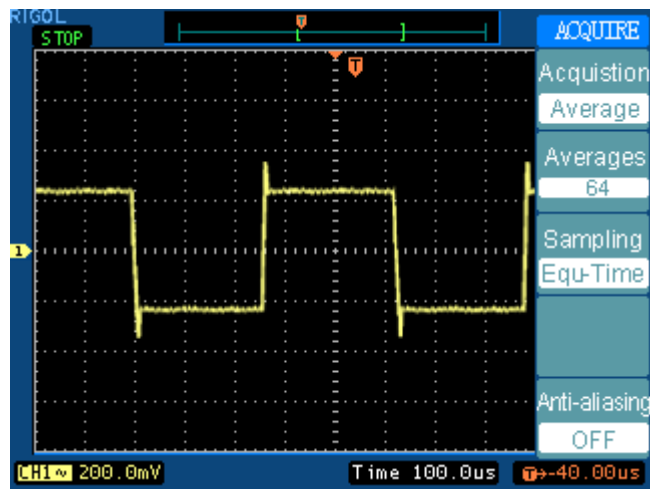 RIGOL
STOP
T
T
ACQUIRE
Acquistion
Average
Averages
64
Sampling
Equ-Time
1
Anti-aliasing
OFF
CH1~ 200.0mV
Time 100.0us
T→-40.00us